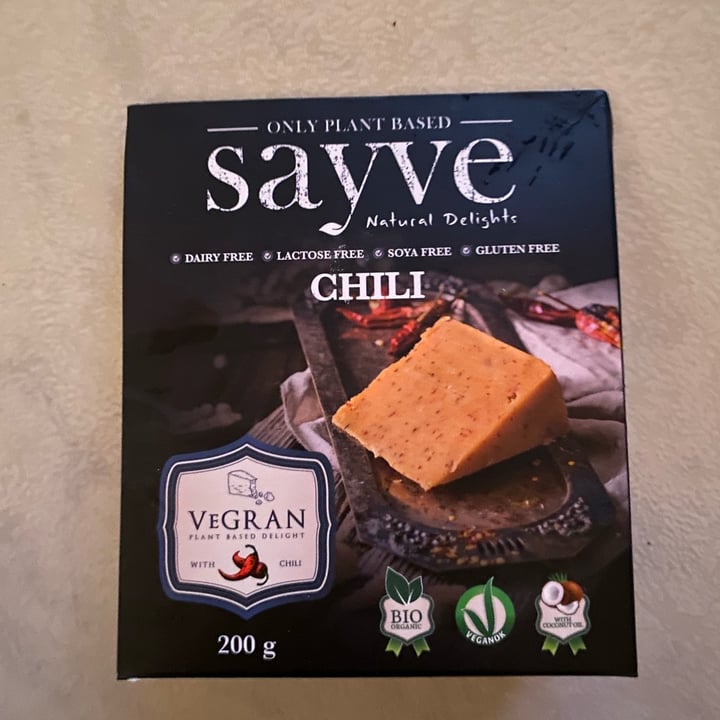 ONLY PLANT BASED
sayve
Natural Delights
DAIRY FREE LACTOSE FREE SOYA FREE GLUTEN FREE
CHILI
VEGRAN
PLANT BASED DELIGHT
WITH CHILI
200 g
BIO
ORGANIC
VEGANOK
WITH
COCONUT OIL